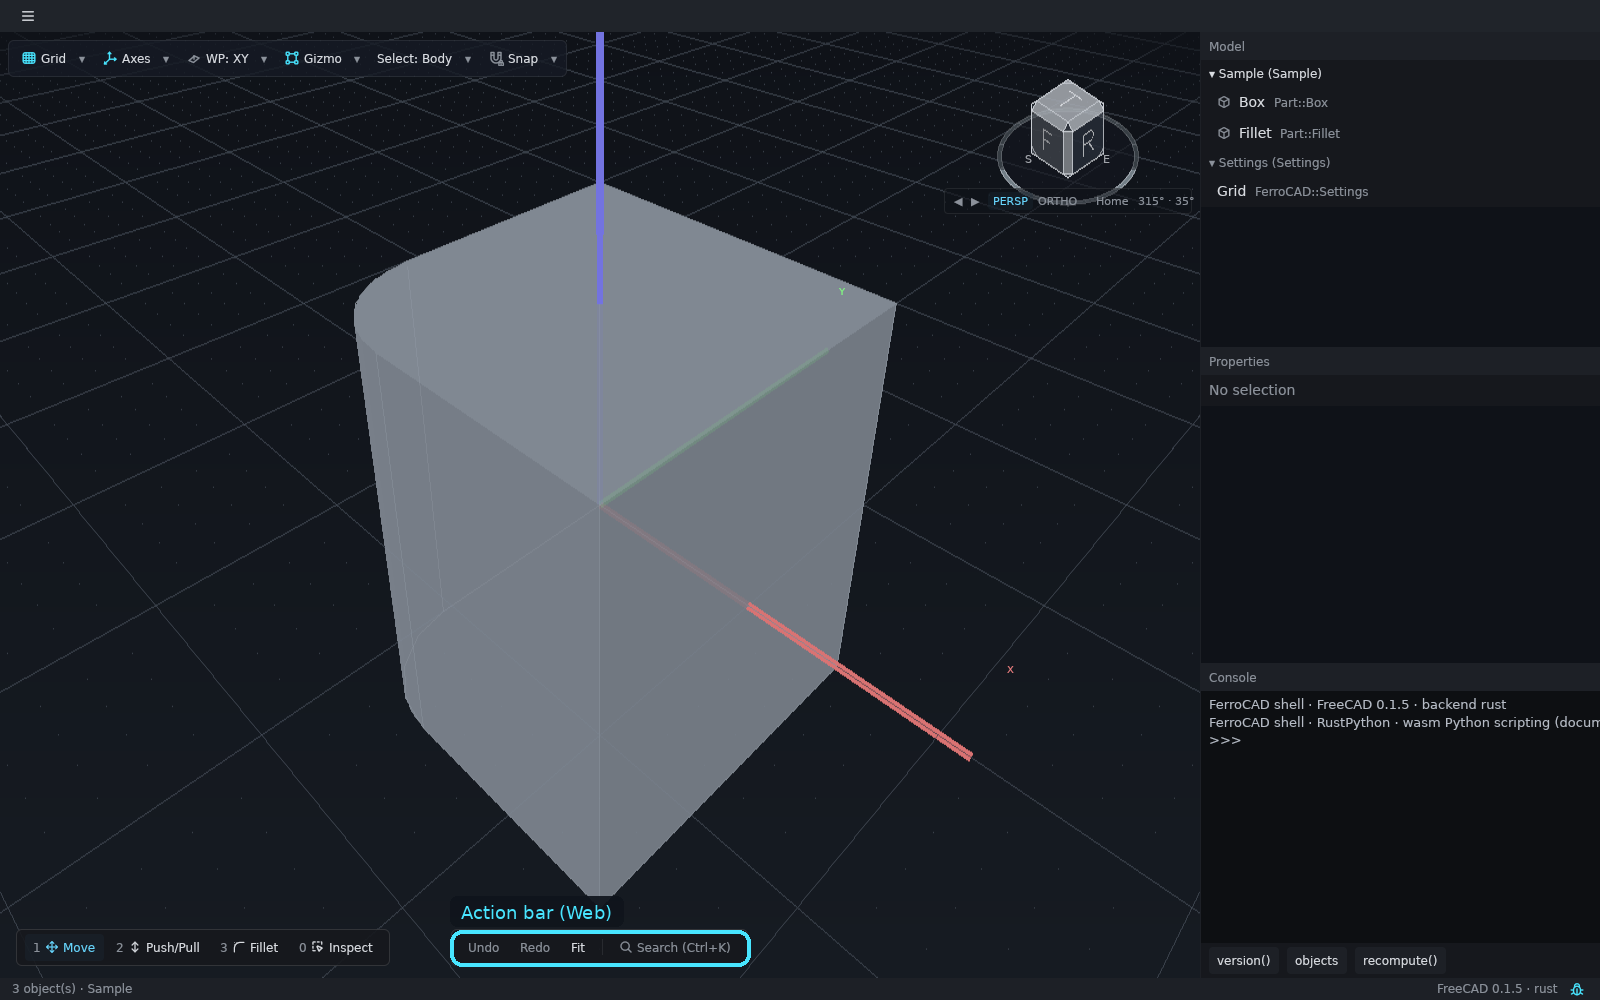 Grid ▾ Axes ▾ WP: XY ▾ Gizmo ▾ Select: Body ▾ Snap ▾
T
F R
S E
◀ ▶ PERSP ORTHO Home 315° · 35°
Y
X
Model
▾ Sample (Sample)
Box Part::Box
Fillet Part::Fillet
▾ Settings (Settings)
Grid FerroCAD::Settings
Properties
No selection
Console
FerroCAD shell · FreeCAD 0.1.5 · backend rust
FerroCAD shell · RustPython · wasm Python scripting (docum
>>>
version() objects recompute()
Action bar (Web)
1 Move 2 Push/Pull 3 Fillet 0 Inspect
Undo Redo Fit Search (Ctrl+K)
3 object(s) · Sample
FreeCAD 0.1.5 · rust